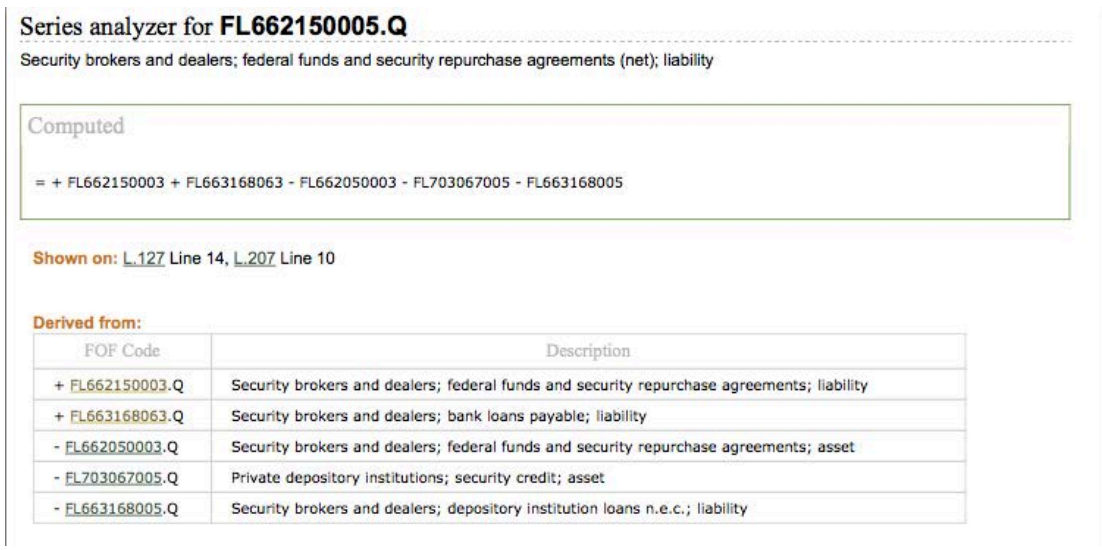 Series analyzer for FL662150005.Q
Security brokers and dealers; federal funds and security repurchase agreements (net); liability
Computed
= + FL662150003 + FL663168063 - FL662050003 - FL703067005 - FL663168005
Shown on: L.127 Line 14, L.207 Line 10
Derived from:
FOF Code Description
+ FL662150003.Q Security brokers and dealers; federal funds and security repurchase agreements; liability
+ FL663168063.Q Security brokers and dealers; bank loans payable; liability
- FL662050003.Q Security brokers and dealers; federal funds and security repurchase agreements; asset
- FL703067005.Q Private depository institutions; security credit; asset
- FL663168005.Q Security brokers and dealers; depository institution loans n.e.c.; liability